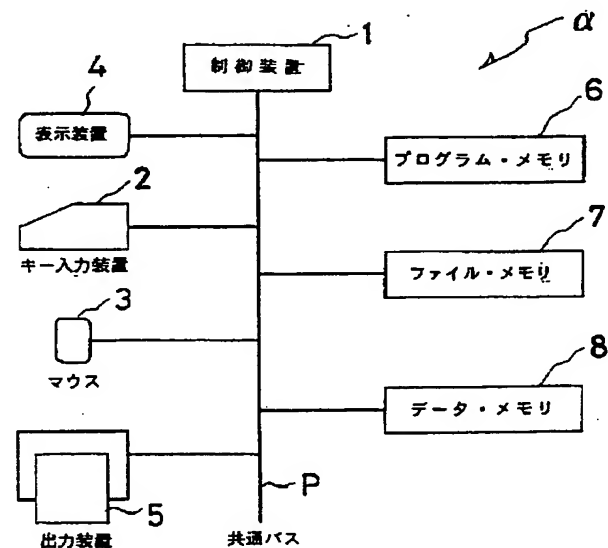 1
α
制御装置
4
表示装置
6
プログラム・メモリ
2
キー入力装置
7
ファイル・メモリ
3
マウス
8
データ・メモリ
5
出力装置
P
共通バス